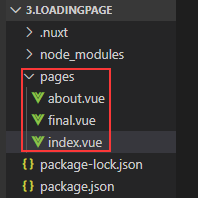 3.LOADINGPAGE
.nuxt
node_modules
pages
about.vue
final.vue
index.vue
{} package-lock.json
{} package.json